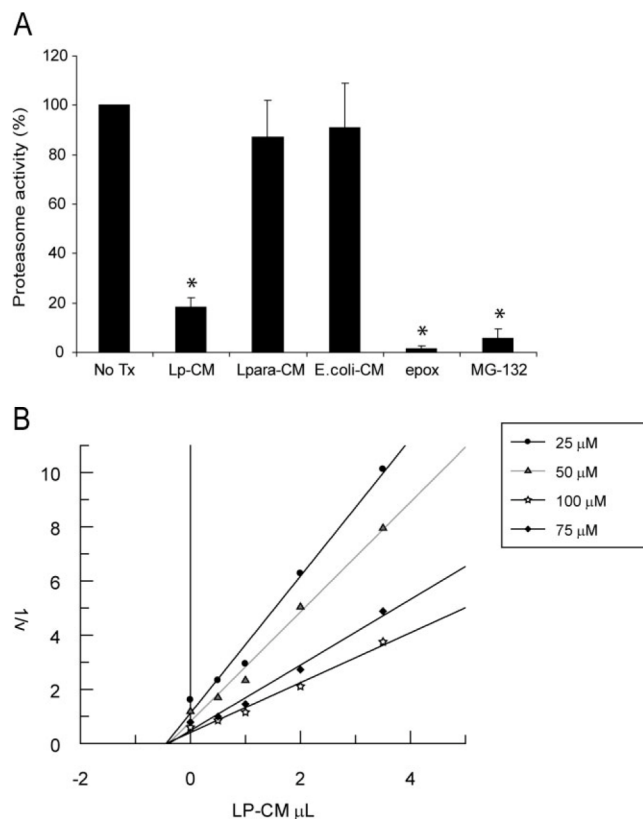 A
120
100
80
60
40
20
0
Proteasome activity (%)
*
*
*
No Tx Lp-CM Lpara-CM E.coli-CM epox MG-132
B
10
8
6
4
2
0
1/v
-2 0 2 4
LP-CM µL
25 µM
50 µM
100 µM
75 µM